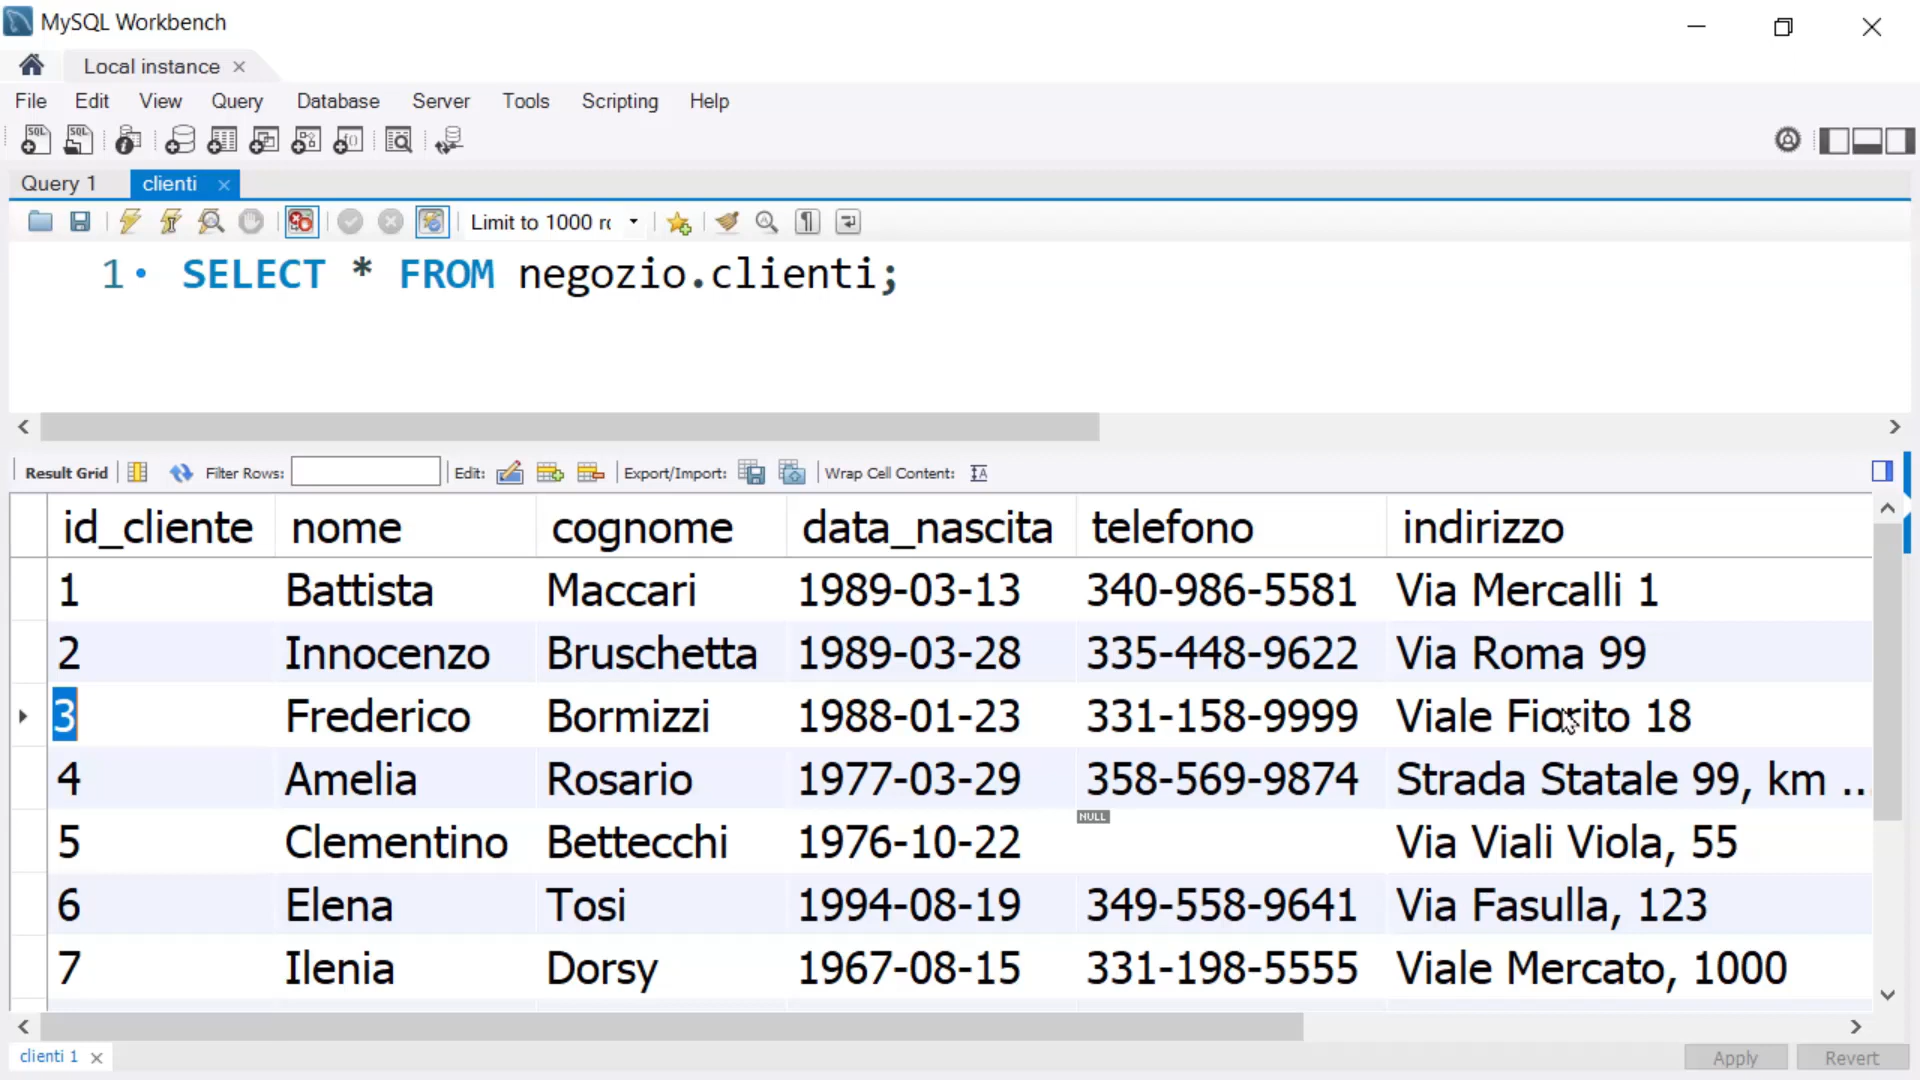 MySQL Workbench
Local instance
File Edit View Query Database Server Tools Scripting Help
Query 1 clienti
Limit to 1000 r
1 SELECT * FROM negozio.clienti;
Result Grid Filter Rows: Edit: Export/Import: Wrap Cell Content:
id_cliente nome cognome data_nascita telefono indirizzo
1 Battista Maccari 1989-03-13 340-986-5581 Via Mercalli 1
2 Innocenzo Bruschetta 1989-03-28 335-448-9622 Via Roma 99
3 Frederico Bormizzi 1988-01-23 331-158-9999 Viale Fiorito 18
4 Amelia Rosario 1977-03-29 358-569-9874 Strada Statale 99, km ...
5 Clementino Bettecchi 1976-10-22 NULL Via Viali Viola, 55
6 Elena Tosi 1994-08-19 349-558-9641 Via Fasulla, 123
7 Ilenia Dorsy 1967-08-15 331-198-5555 Viale Mercato, 1000
clienti 1 Apply Revert